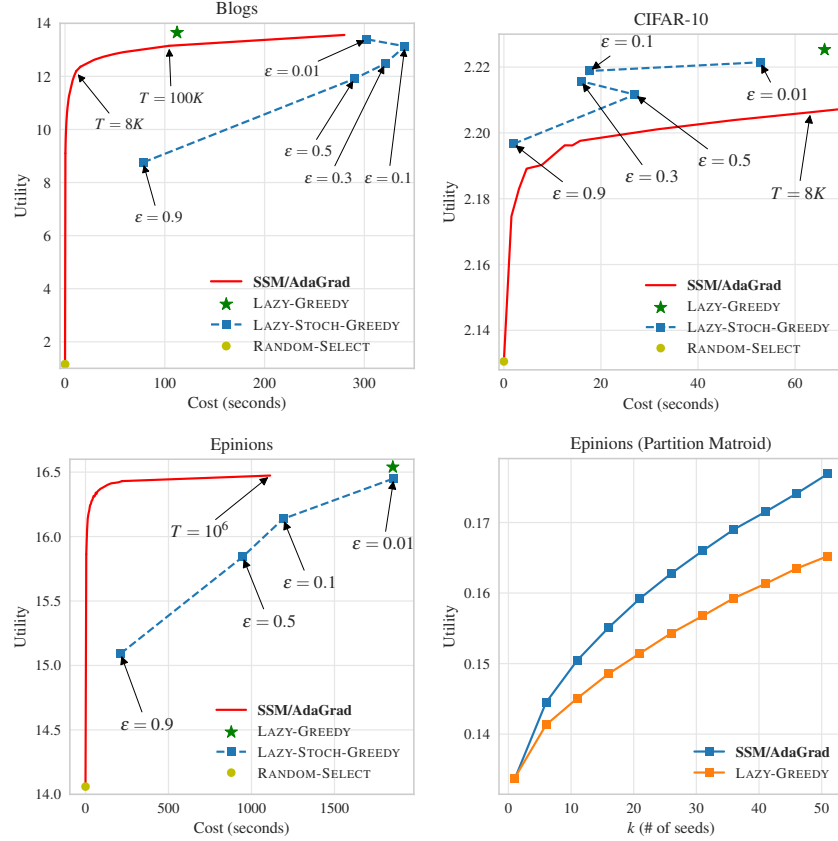 Blogs
14
12
10
8
6
4
2
Utility
0
100
200
300
Cost (seconds)
T = 8K
T = 100K
ε = 0.01
ε = 0.5
ε = 0.3
ε = 0.1
ε = 0.9
SSM/AdaGrad
LAZY-GREEDY
LAZY-STOCH-GREEDY
RANDOM-SELECT
CIFAR-10
2.22
2.20
2.18
2.16
2.14
Utility
0
20
40
60
Cost (seconds)
ε = 0.1
ε = 0.01
ε = 0.5
ε = 0.3
ε = 0.9
T = 8K
SSM/AdaGrad
LAZY-GREEDY
LAZY-STOCH-GREEDY
RANDOM-SELECT
Epinions
16.5
16.0
15.5
15.0
14.5
14.0
Utility
0
500
1000
1500
Cost (seconds)
T = 10⁶
ε = 0.01
ε = 0.1
ε = 0.5
ε = 0.9
SSM/AdaGrad
LAZY-GREEDY
LAZY-STOCH-GREEDY
RANDOM-SELECT
Epinions (Partition Matroid)
0.17
0.16
0.15
0.14
Utility
0
10
20
30
40
50
k (# of seeds)
SSM/AdaGrad
LAZY-GREEDY